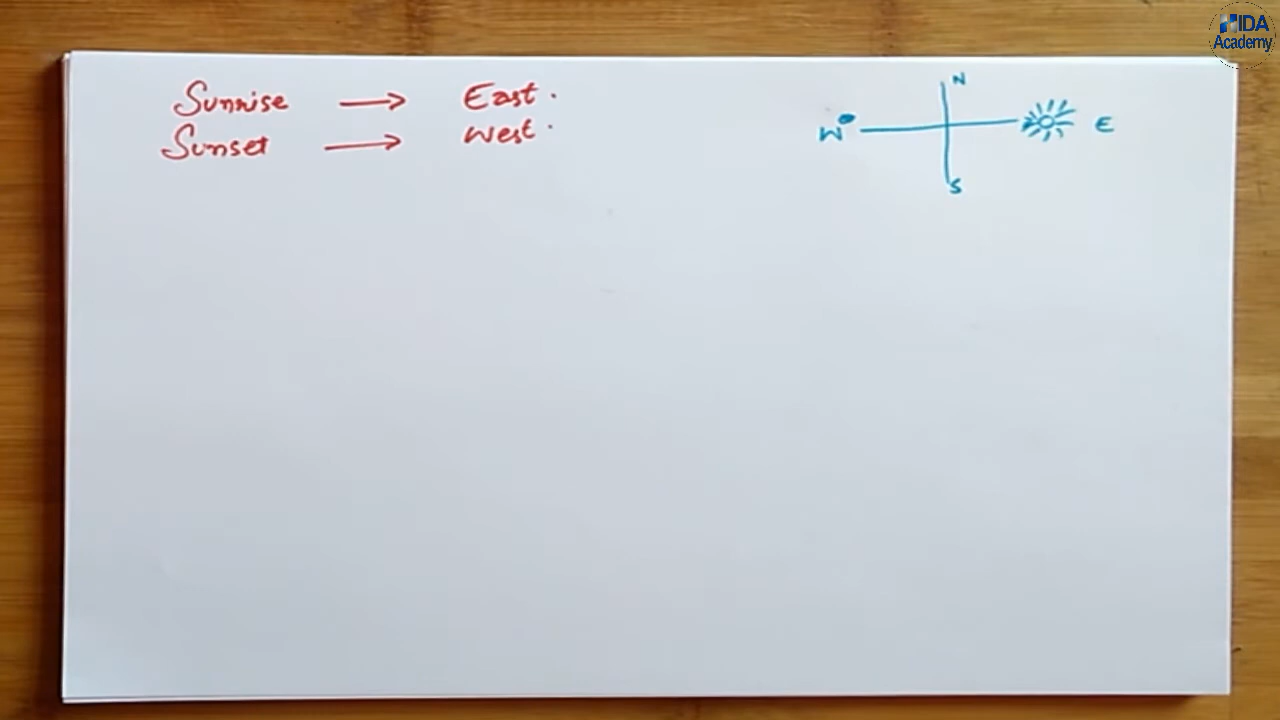 IDA
Academy
Sunrise → East.
Sunset → West.
N
W E
S